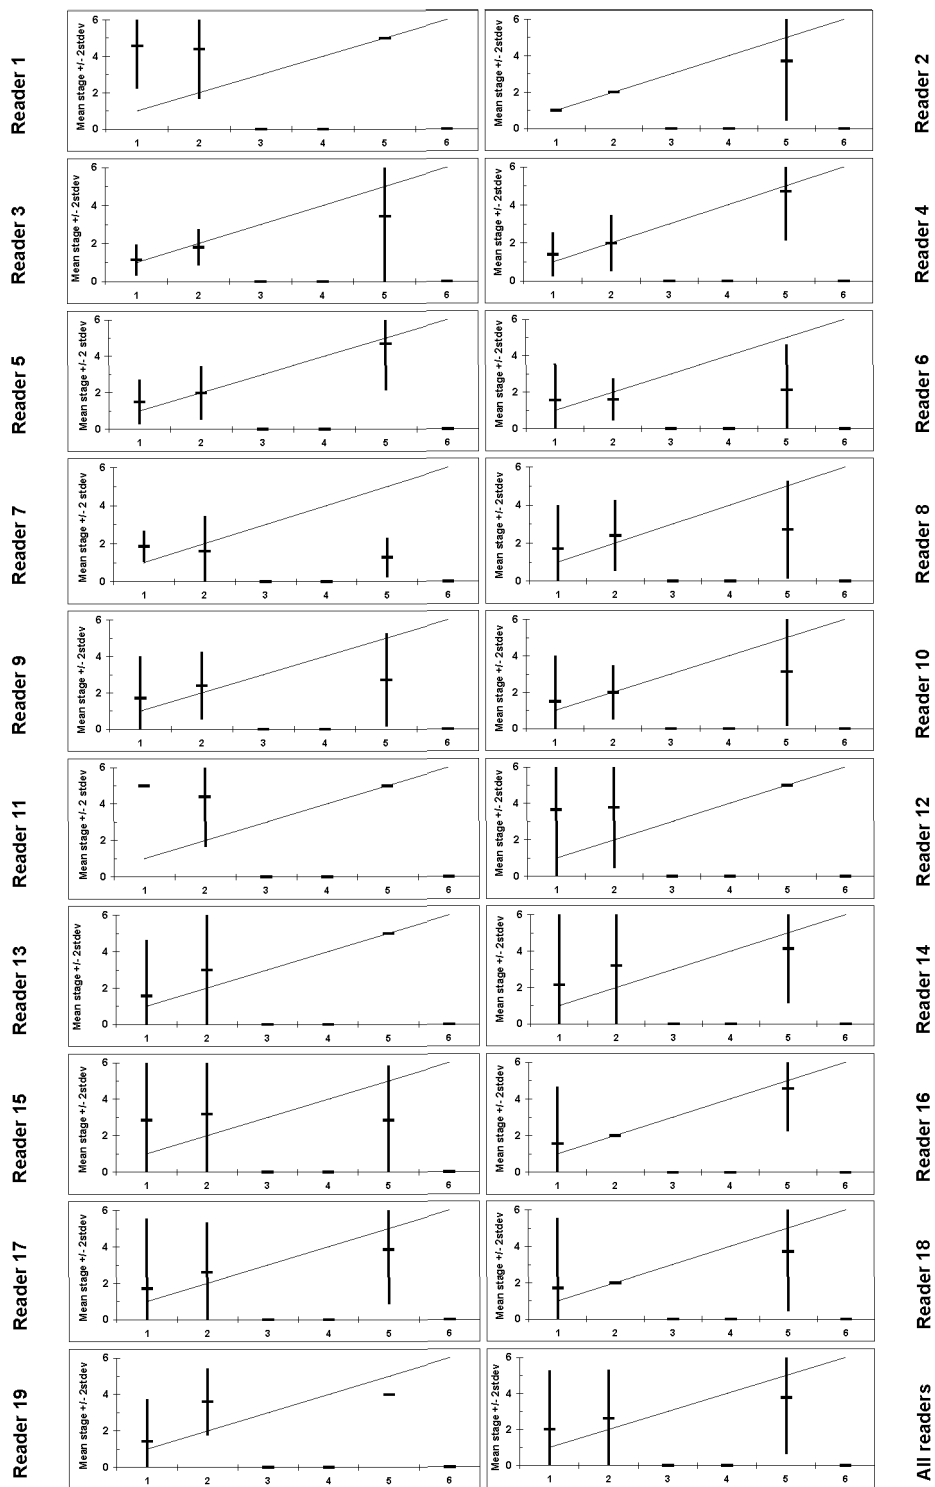 Reader 1
Mean stage +/- 2stdev
6
4
2
0
1 2 3 4 5 6
Reader 2
Mean stage +/- 2stdev
6
4
2
0
1 2 3 4 5 6
Reader 3
Mean stage +/- 2stdev
6
4
2
0
1 2 3 4 5 6
Reader 4
Mean stage +/- 2stdev
6
4
2
0
1 2 3 4 5 6
Reader 5
Mean stage +/- 2 stdev
6
4
2
0
1 2 3 4 5 6
Reader 6
Mean stage +/- 2stdev
6
4
2
0
1 2 3 4 5 6
Reader 7
Mean stage +/- 2 stdev
6
4
2
0
1 2 3 4 5 6
Reader 8
Mean stage +/- 2stdev
6
4
2
0
1 2 3 4 5 6
Reader 9
Mean stage +/- 2stdev
6
4
2
0
1 2 3 4 5 6
Reader 10
Mean stage +/- 2stdev
6
4
2
0
1 2 3 4 5 6
Reader 11
Mean stage +/- 2 stdev
6
4
2
0
1 2 3 4 5 6
Reader 12
Mean stage +/- 2stdev
6
4
2
0
1 2 3 4 5 6
Reader 13
Mean stage +/- 2stdev
6
4
2
0
1 2 3 4 5 6
Reader 14
Mean stage +/- 2stdev
6
4
2
0
1 2 3 4 5 6
Reader 15
Mean stage +/- 2stdev
6
4
2
0
1 2 3 4 5 6
Reader 16
Mean stage +/- 2stdev
6
4
2
0
1 2 3 4 5 6
Reader 17
Mean stage +/- 2stdev
6
4
2
0
1 2 3 4 5 6
Reader 18
Mean stage +/- 2stdev
6
4
2
0
1 2 3 4 5 6
Reader 19
Mean stage +/- 2stdev
6
4
2
0
1 2 3 4 5 6
All readers
Mean stage +/- 2stdev
6
4
2
0
1 2 3 4 5 6